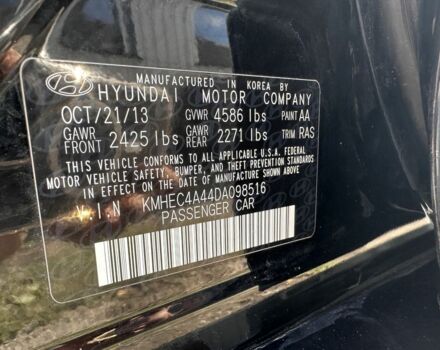 MANUFACTURED IN KOREA BY
HYUNDAI MOTOR COMPANY
OCT/21/13 GVWR 4586 lbs PAINT AA
GAWR FRONT 2425 lbs GAWR REAR 2271 lbs TRIM RAS
THIS VEHICLE CONFORMS TO ALL APPLICABLE U.S.A. FEDERAL
MOTOR VEHICLE SAFETY, BUMPER, AND THEFT PREVENTION STANDARDS
IN EFFECT ON THE DATE OF MANUFACTURE SHOWN ABOVE.
V.I.N KMHEC4A44DA098516
PASSENGER CAR